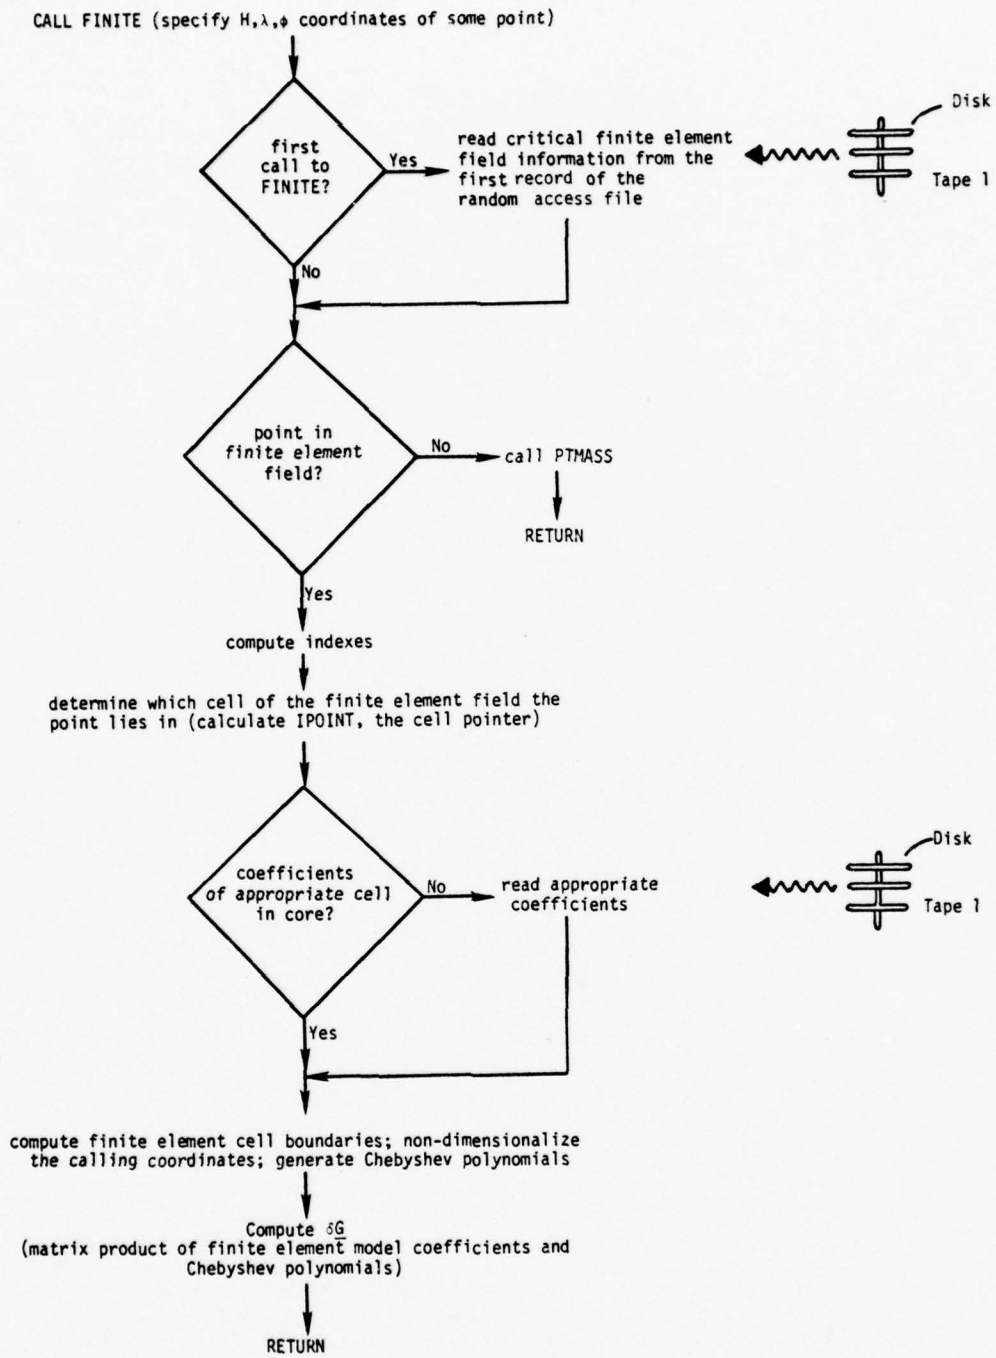 CALL FINITE (specify H,λ,ϕ coordinates of some point)
first
call to
FINITE?
Yes
read critical finite element
field information from the
first record of the
random access file
Disk
Tape 1
No
point in
finite element
field?
No
call PTMASS
RETURN
Yes
compute indexes
determine which cell of the finite element field the
point lies in (calculate IPOINT, the cell pointer)
coefficients
of appropriate cell
in core?
No
read appropriate
coefficients
Disk
Tape 1
Yes
compute finite element cell boundaries; non-dimensionalize
the calling coordinates; generate Chebyshev polynomials
Compute δG
(matrix product of finite element model coefficients and
Chebyshev polynomials)
RETURN